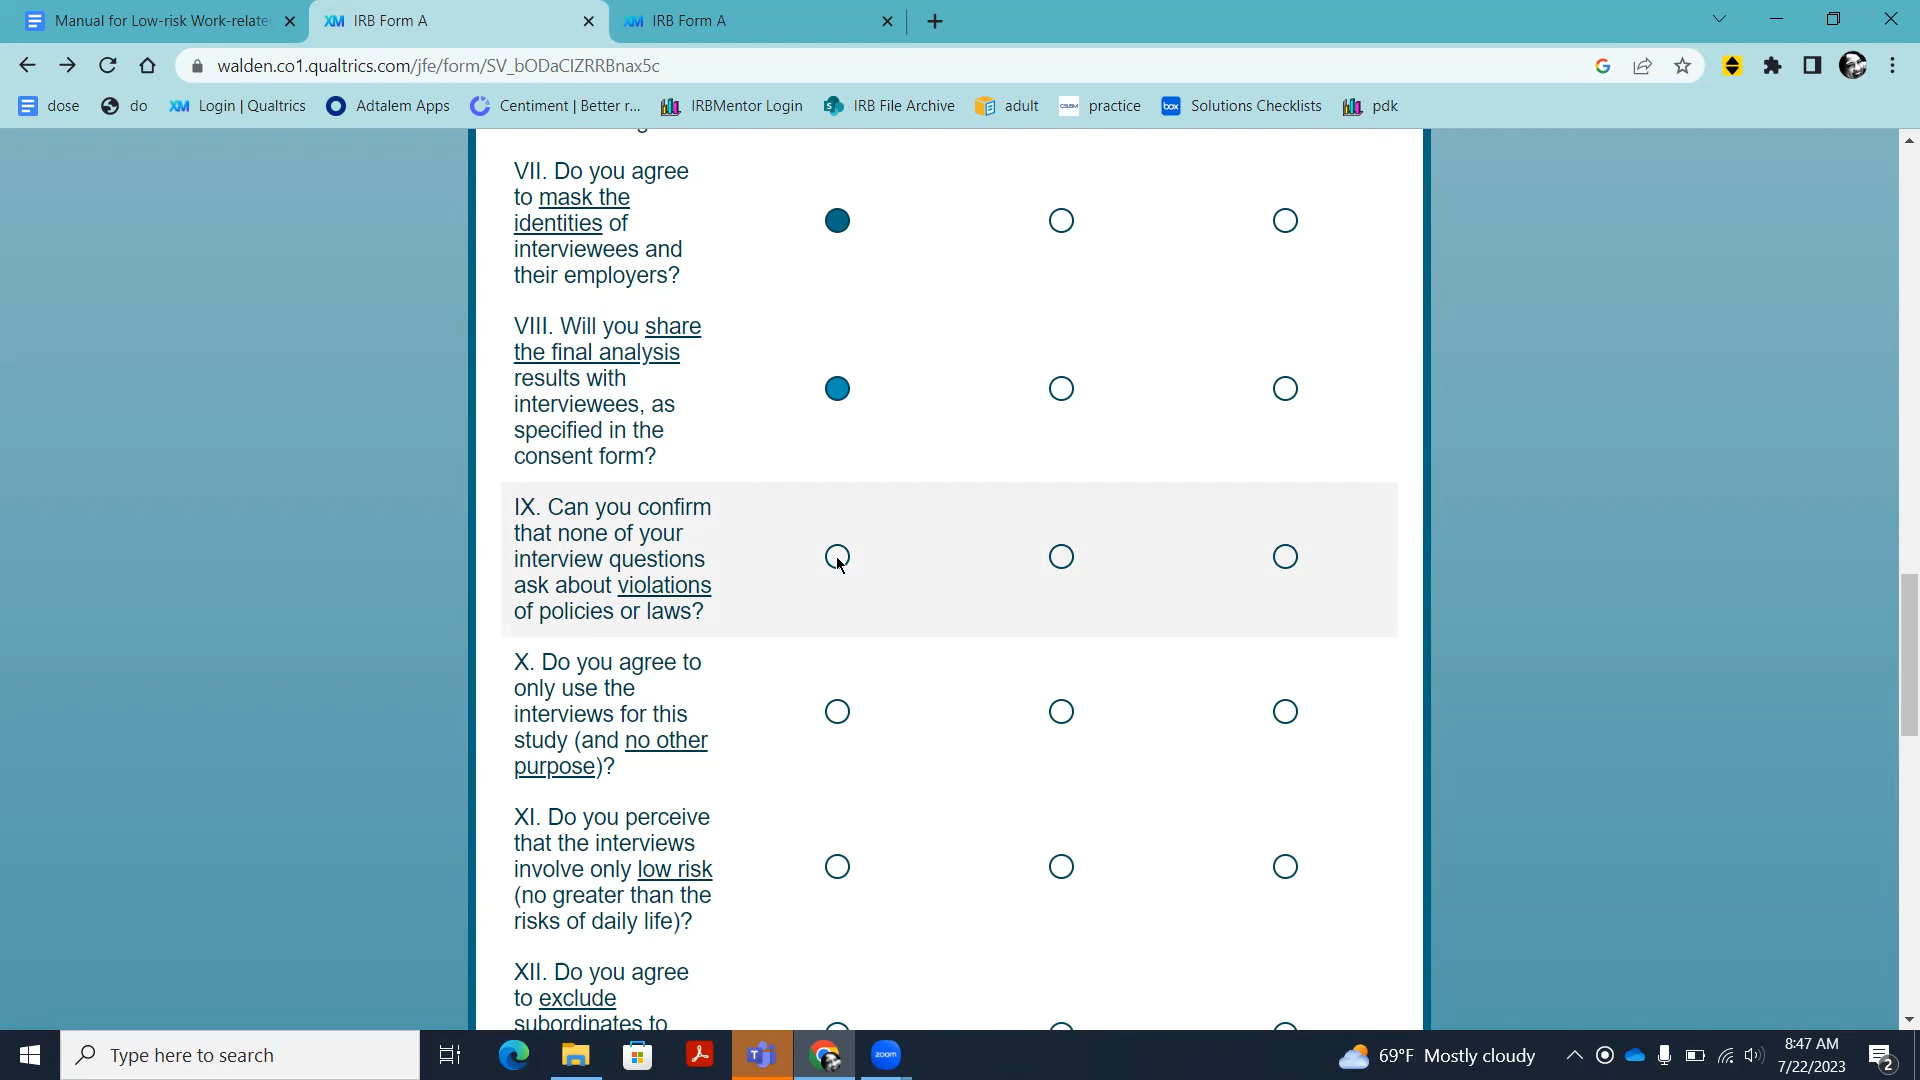 Manual for Low-risk Work-relate
IRB Form A
IRB Form A
walden.co1.qualtrics.com/jfe/form/SV_bODaCIZRRBnax5c
dose
do
Login | Qualtrics
Adtalem Apps
Centiment | Better r...
IRBMentor Login
IRB File Archive
adult
practice
Solutions Checklists
pdk
VII. Do you agree
to mask the
identities of
interviewees and
their employers?
VIII. Will you share
the final analysis
results with
interviewees, as
specified in the
consent form?
IX. Can you confirm
that none of your
interview questions
ask about violations
of policies or laws?
X. Do you agree to
only use the
interviews for this
study (and no other
purpose)?
XI. Do you perceive
that the interviews
involve only low risk
(no greater than the
risks of daily life)?
XII. Do you agree
to exclude
subordinates to
Type here to search
zoom
69°F Mostly cloudy
8:47 AM
7/22/2023
2